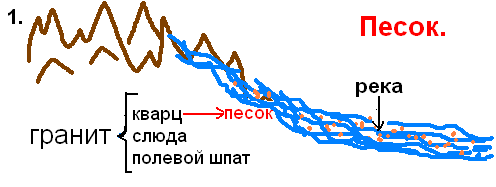 1.
Песок.
река
гранит
кварц
песок
слюда
полевой шпат